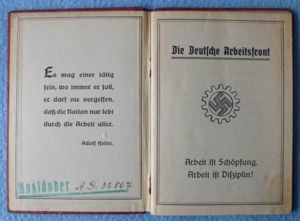 Es mag einer tätig
sein, wo immer er soll,
er darf nie vergessen,
daß die Nation nur lebt
durch die Arbeit aller.
Adolf Hitler.
Ausländer A D. 32867
Die Deutsche Arbeitsfront
Arbeit ist Schöpfung,
Arbeit ist Disziplin!